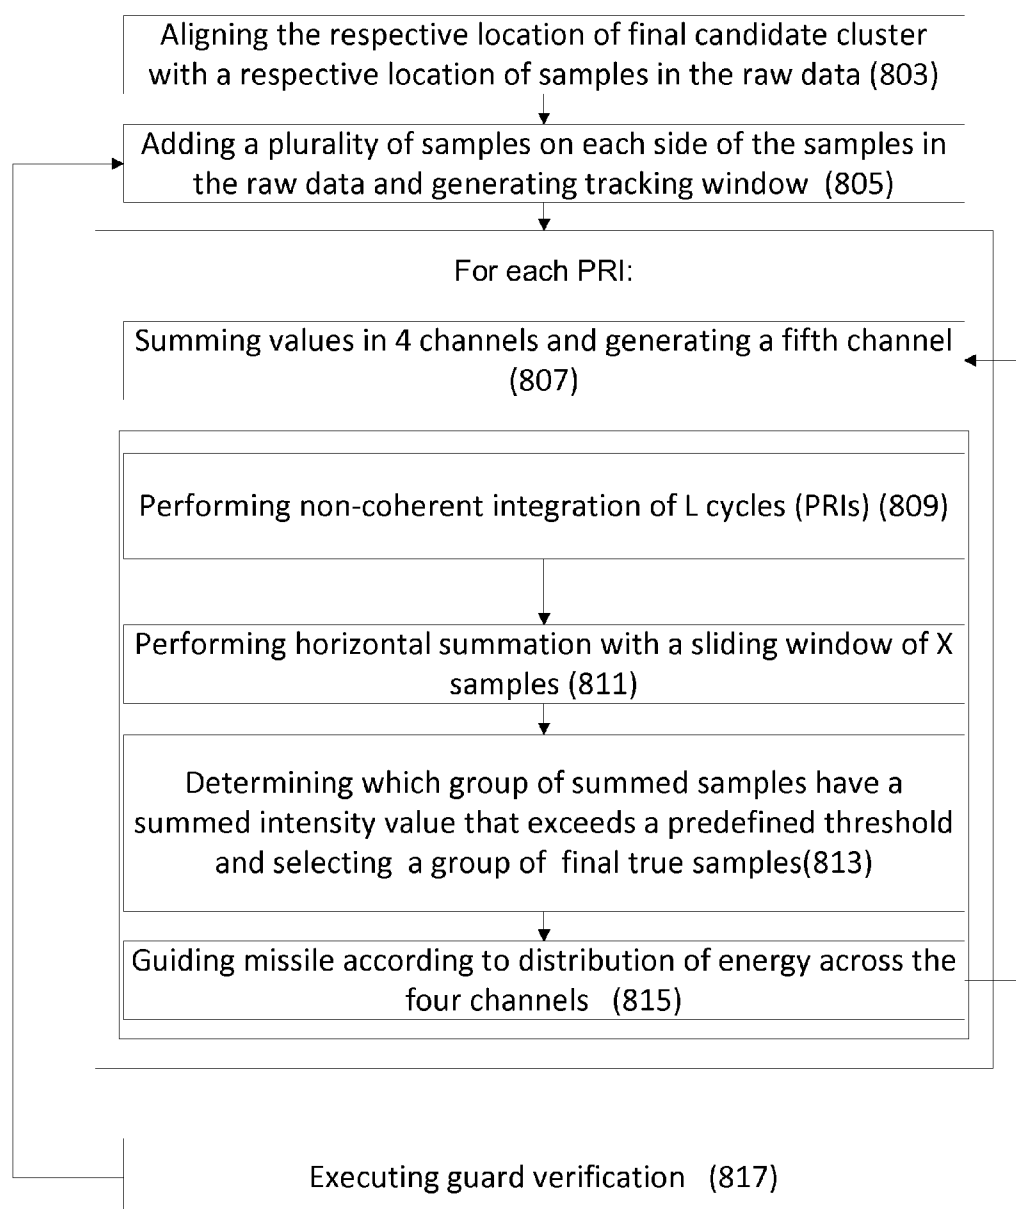 Aligning the respective location of final candidate cluster
with a respective location of samples in the raw data (803)
Adding a plurality of samples on each side of the samples in
the raw data and generating tracking window (805)
For each PRI:
Summing values in 4 channels and generating a fifth channel
(807)
Performing non-coherent integration of L cycles (PRIs) (809)
Performing horizontal summation with a sliding window of X
samples (811)
Determining which group of summed samples have a
summed intensity value that exceeds a predefined threshold
and selecting a group of final true samples(813)
Guiding missile according to distribution of energy across the
four channels (815)
Executing guard verification (817)